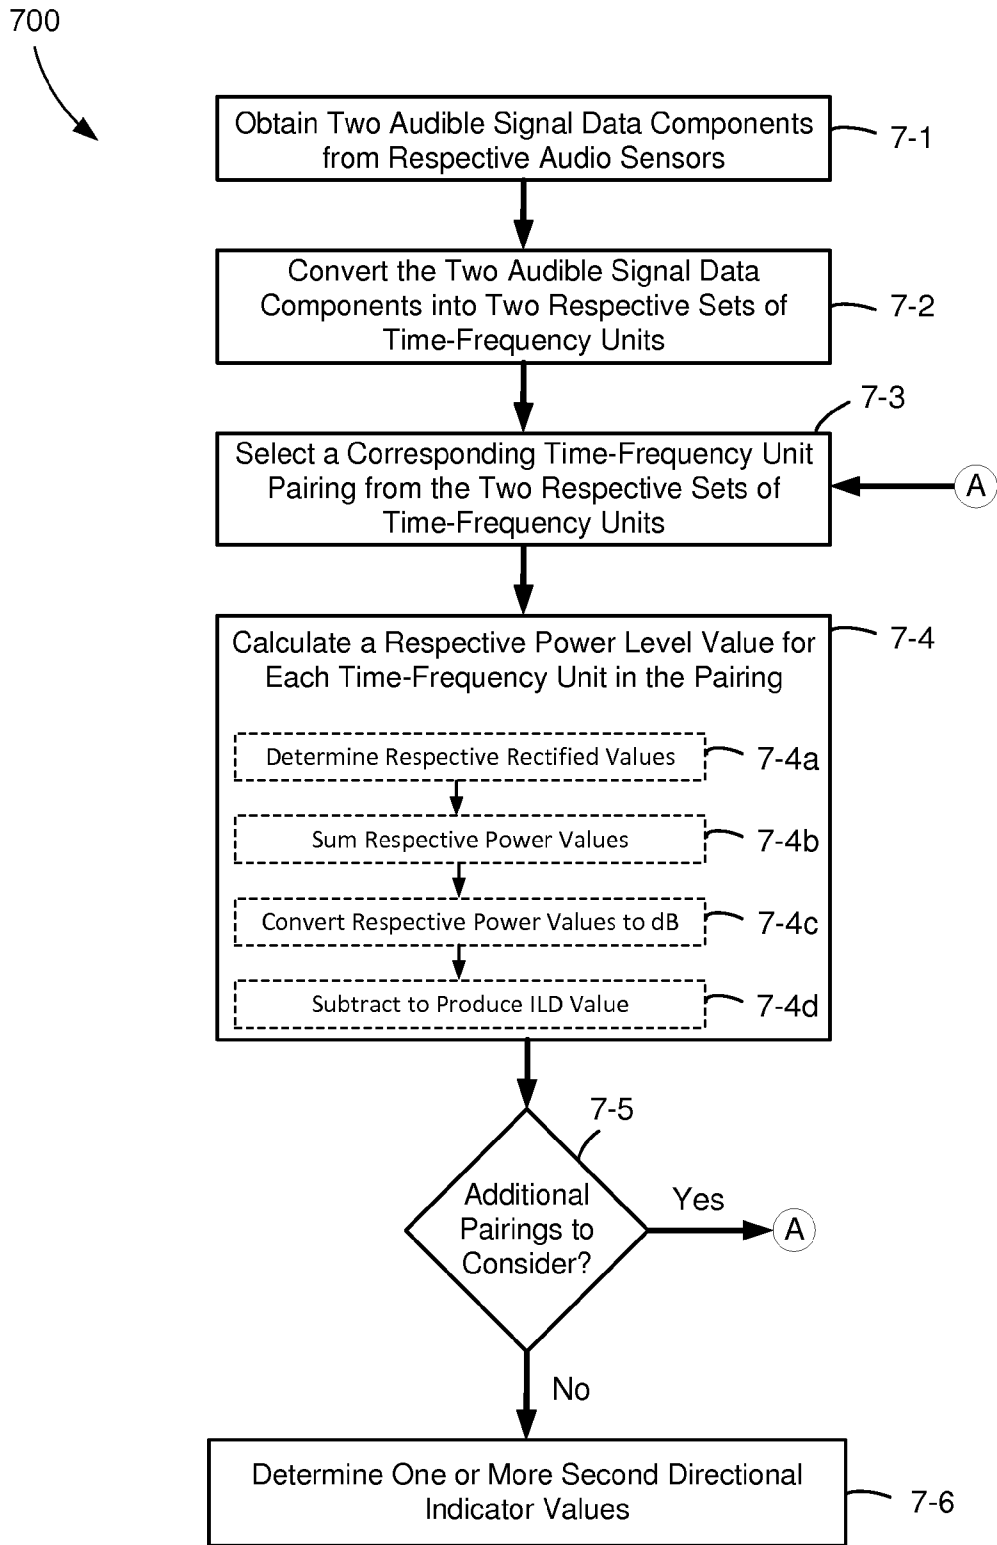 700
Obtain Two Audible Signal Data Components
from Respective Audio Sensors
7-1
Convert the Two Audible Signal Data
Components into Two Respective Sets of
Time-Frequency Units
7-2
7-3
Select a Corresponding Time-Frequency Unit
Pairing from the Two Respective Sets of
Time-Frequency Units
A
Calculate a Respective Power Level Value for
Each Time-Frequency Unit in the Pairing
7-4
Determine Respective Rectified Values
7-4a
Sum Respective Power Values
7-4b
Convert Respective Power Values to dB
7-4c
Subtract to Produce ILD Value
7-4d
7-5
Additional
Pairings to
Consider?
Yes
A
No
Determine One or More Second Directional
Indicator Values
7-6